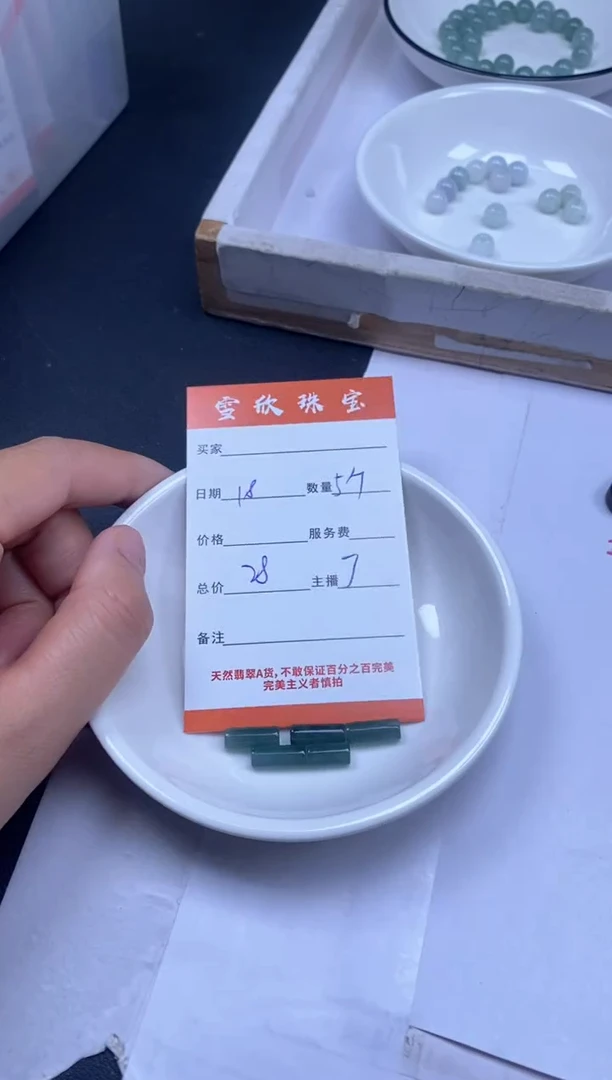 雪欣珠宝
买家
日期 18 数量 5个
价格 服务费
总价 28 主播 7
备注
天然翡翠A货,不敢保证百分之百完美
完美主义者慎拍